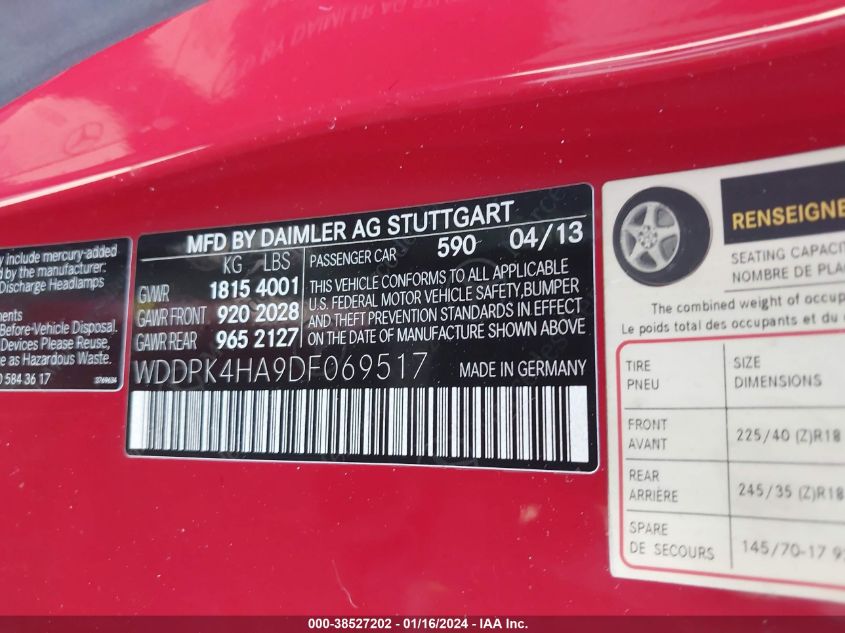 y include mercury-added
d by the manufacturer:
Discharge Headlamps
ments
Before-Vehicle Disposal.
Devices Please Reuse,
e as Hazardous Waste.
0 584 36 17
MFD BY DAIMLER AG STUTTGART
KG LBS
GVWR 1815 4001
GAWR FRONT 920 2028
GAWR REAR 965 2127
PASSENGER CAR 590 04/13
THIS VEHICLE CONFORMS TO ALL APPLICABLE
U.S. FEDERAL MOTOR VEHICLE SAFETY,BUMPER
AND THEFT PREVENTION STANDARDS IN EFFECT
ON THE DATE OF MANUFACTURE SHOWN ABOVE
WDDPK4HA9DF069517 MADE IN GERMANY
RENSEIGNE
SEATING CAPACIT
NOMBRE DE PLA
The combined weight of occup
Le poids total des occupants et du c
TIRE SIZE
PNEU DIMENSIONS
FRONT
AVANT 225/40 (Z)R18
REAR
ARRIÈRE 245/35 (Z)R18
SPARE
DE SECOURS 145/70-17 9
000-38527202 - 01/16/2024 - IAA Inc.